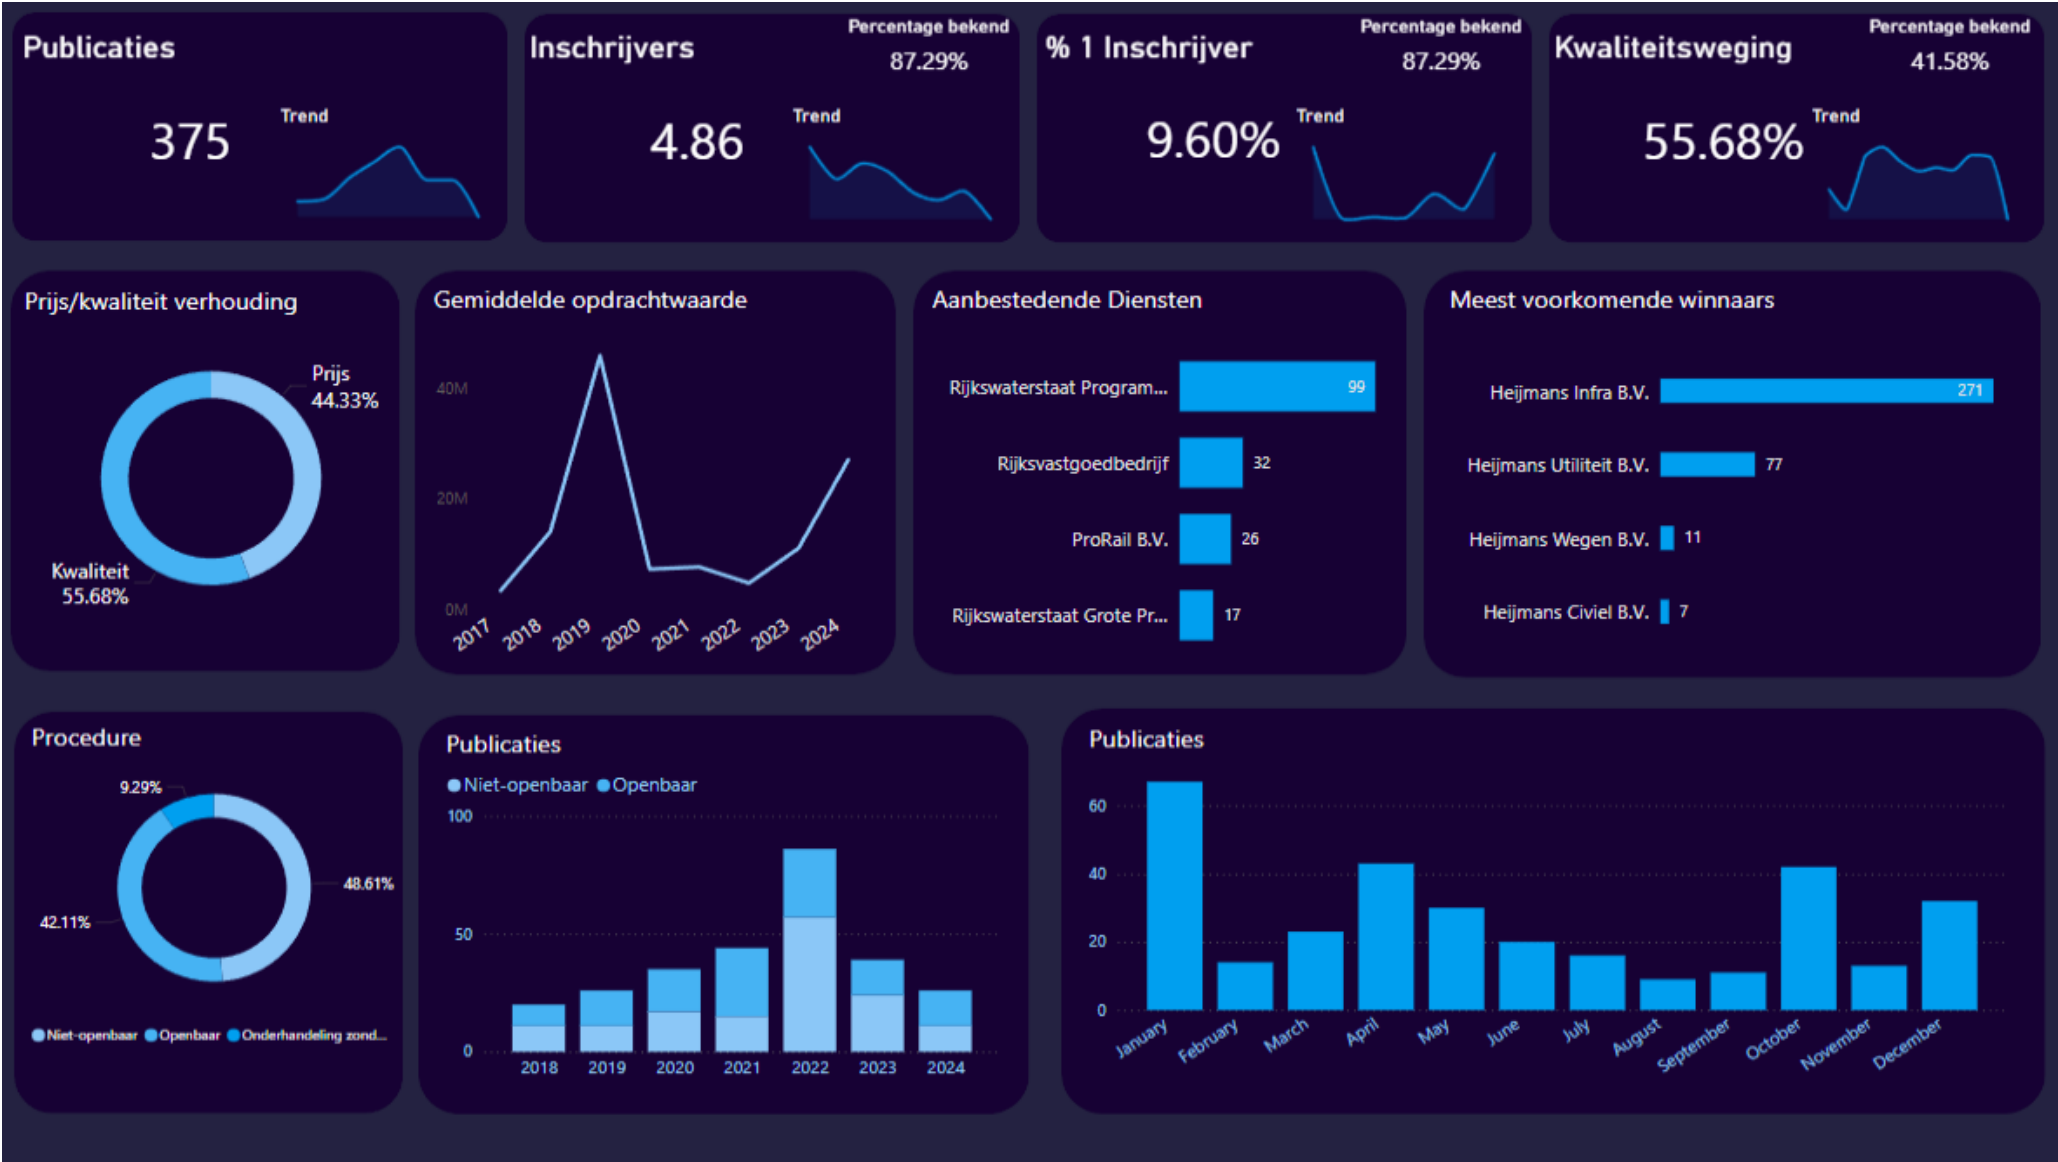 Publicaties
375
Trend
Inschrijvers
Percentage bekend
87.29%
4.86
Trend
% 1 Inschrijver
Percentage bekend
87.29%
9.60%
Trend
Kwaliteitsweging
Percentage bekend
41.58%
55.68%
Trend
Prijs/kwaliteit verhouding
Prijs
44.33%
Kwaliteit
55.68%
Gemiddelde opdrachtwaarde
40M
20M
0M
2017
2018
2019
2020
2021
2022
2023
2024
Aanbestedende Diensten
Rijkswaterstaat Program... 99
Rijksvastgoedbedrijf 32
ProRail B.V. 26
Rijkswaterstaat Grote Pr... 17
Meest voorkomende winnaars
Heijmans Infra B.V. 271
Heijmans Utiliteit B.V. 77
Heijmans Wegen B.V. 11
Heijmans Civiel B.V. 7
Procedure
9.29%
48.61%
42.11%
Niet-openbaar Openbaar Onderhandeling zond...
Publicaties
Niet-openbaar Openbaar
100
50
0
2018 2019 2020 2021 2022 2023 2024
Publicaties
60
40
20
0
January
February
March
April
May
June
July
August
September
October
November
December